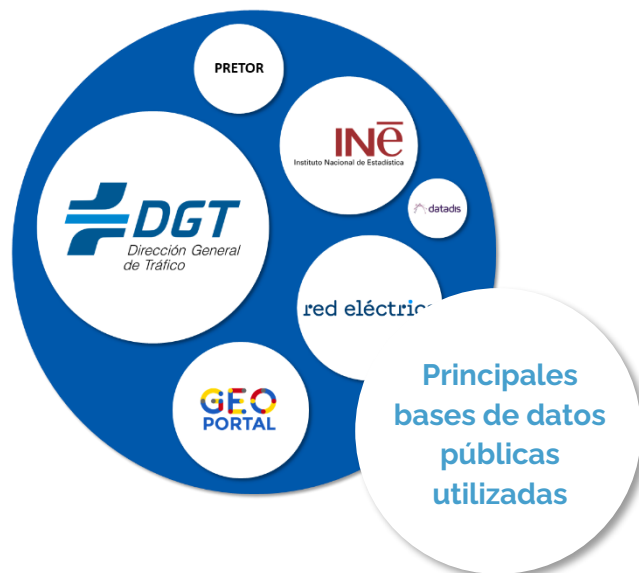 PRETOR
INē
Instituto Nacional de Estadística
DGT
Dirección General
de Tráfico
datadis
red eléctric
GEO
PORTAL
Principales
bases de datos
públicas
utilizadas